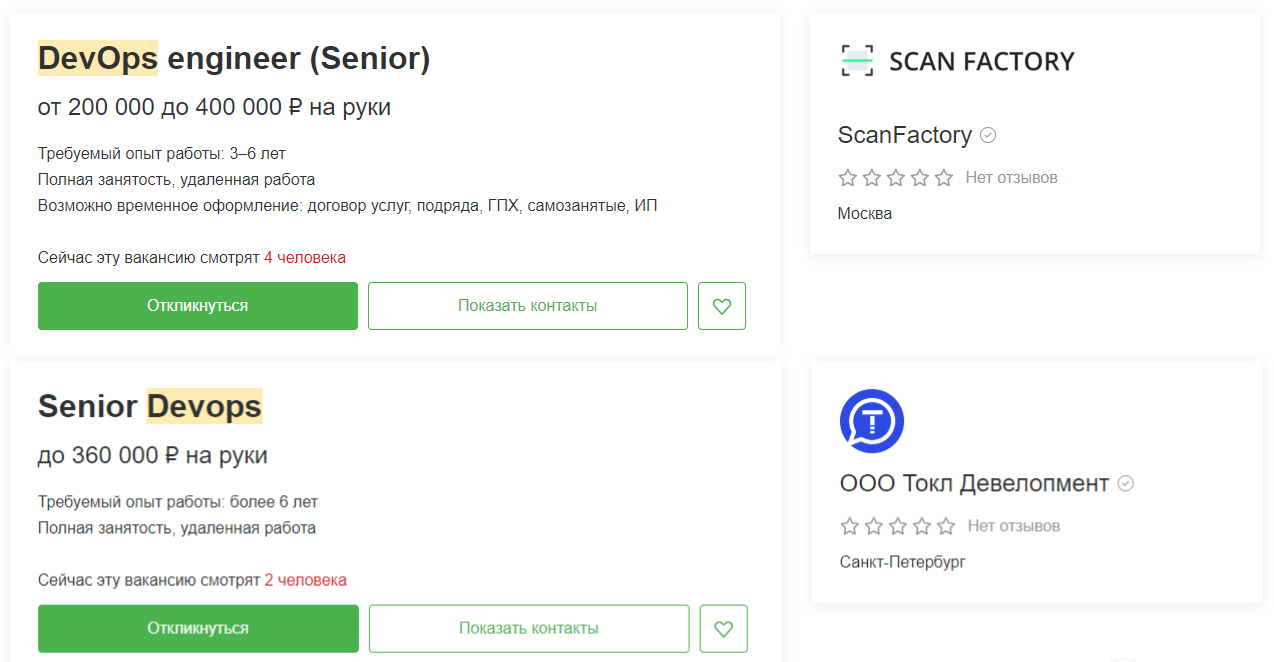 DevOps engineer (Senior)
от 200 000 до 400 000 ₽ на руки
Требуемый опыт работы: 3–6 лет
Полная занятость, удаленная работа
Возможно временное оформление: договор услуг, подряда, ГПХ, самозанятые, ИП
Сейчас эту вакансию смотрят 4 человека
Откликнуться
Показать контакты
SCAN FACTORY
ScanFactory
Нет отзывов
Москва
Senior Devops
до 360 000 ₽ на руки
Требуемый опыт работы: более 6 лет
Полная занятость, удаленная работа
Сейчас эту вакансию смотрят 2 человека
Откликнуться
Показать контакты
T
ООО Токл Девелопмент
Нет отзывов
Санкт-Петербург